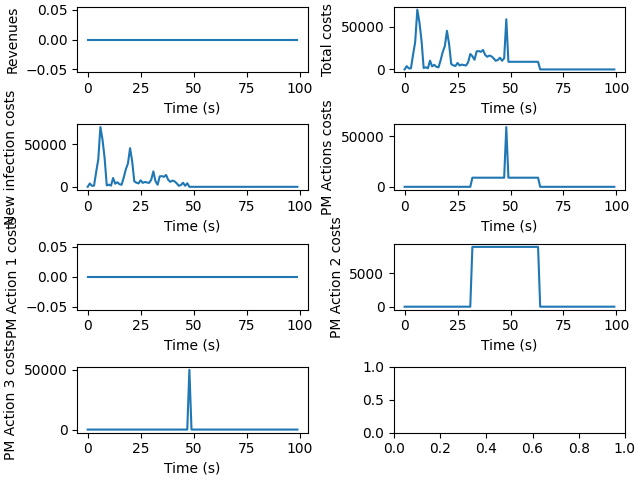 Revenues
0.05
0.00
−0.05
0 25 50 75 100
Time (s)
Total costs
50000
0
0 25 50 75 100
Time (s)
New infection costs
50000
0
0 25 50 75 100
Time (s)
PM Actions costs
50000
0
0 25 50 75 100
Time (s)
PM Action 1 costs
0.05
0.00
−0.05
0 25 50 75 100
Time (s)
PM Action 2 costs
5000
0
0 25 50 75 100
Time (s)
PM Action 3 costs
50000
0
0 25 50 75 100
Time (s)
1.0
0.5
0.0
0.0 0.2 0.4 0.6 0.8 1.0